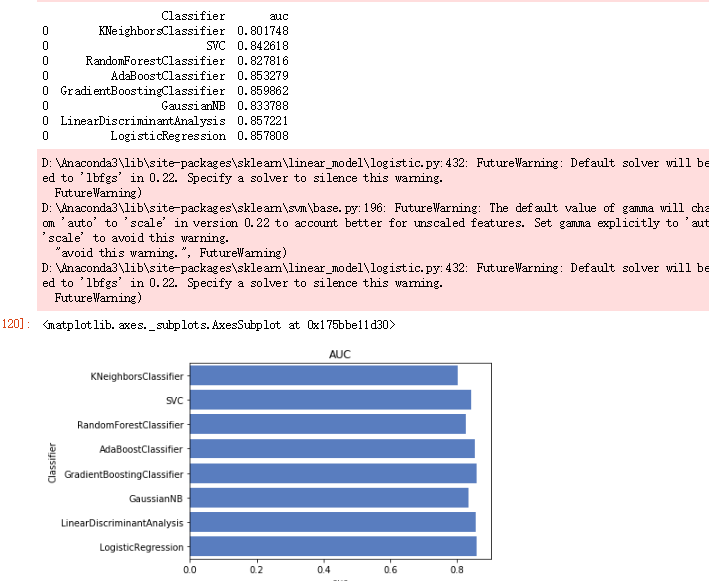 Classifier auc
0 KNeighborsClassifier 0.801748
0 SVC 0.842618
0 RandomForestClassifier 0.827816
0 AdaBoostClassifier 0.853279
0 GradientBoostingClassifier 0.859862
0 GaussianNB 0.833788
0 LinearDiscriminantAnalysis 0.857221
0 LogisticRegression 0.857808
D:\Anaconda3\lib\site-packages\sklearn\linear_model\logistic.py:432: FutureWarning: Default solver will be
ed to 'lbfgs' in 0.22. Specify a solver to silence this warning.
FutureWarning)
D:\Anaconda3\lib\site-packages\sklearn\svm\base.py:196: FutureWarning: The default value of gamma will cha
om 'auto' to 'scale' in version 0.22 to account better for unscaled features. Set gamma explicitly to 'aut
'scale' to avoid this warning.
"avoid this warning.", FutureWarning)
D:\Anaconda3\lib\site-packages\sklearn\linear_model\logistic.py:432: FutureWarning: Default solver will be
ed to 'lbfgs' in 0.22. Specify a solver to silence this warning.
FutureWarning)
120]: <matplotlib.axes._subplots.AxesSubplot at 0x175bbe11d30>
AUC
KNeighborsClassifier
SVC
RandomForestClassifier
AdaBoostClassifier
Classifier
GradientBoostingClassifier
GaussianNB
LinearDiscriminantAnalysis
LogisticRegression
0.0 0.2 0.4 0.6 0.8